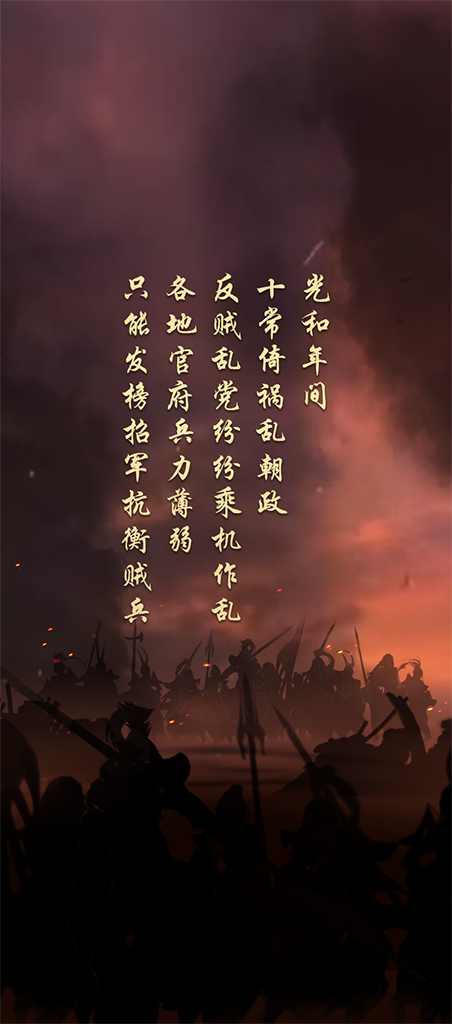 光和年间
十常倚祸乱朝政
反贼乱党纷纷乘机作乱
各地官府兵力薄弱
只能发榜招军抗衡贼兵